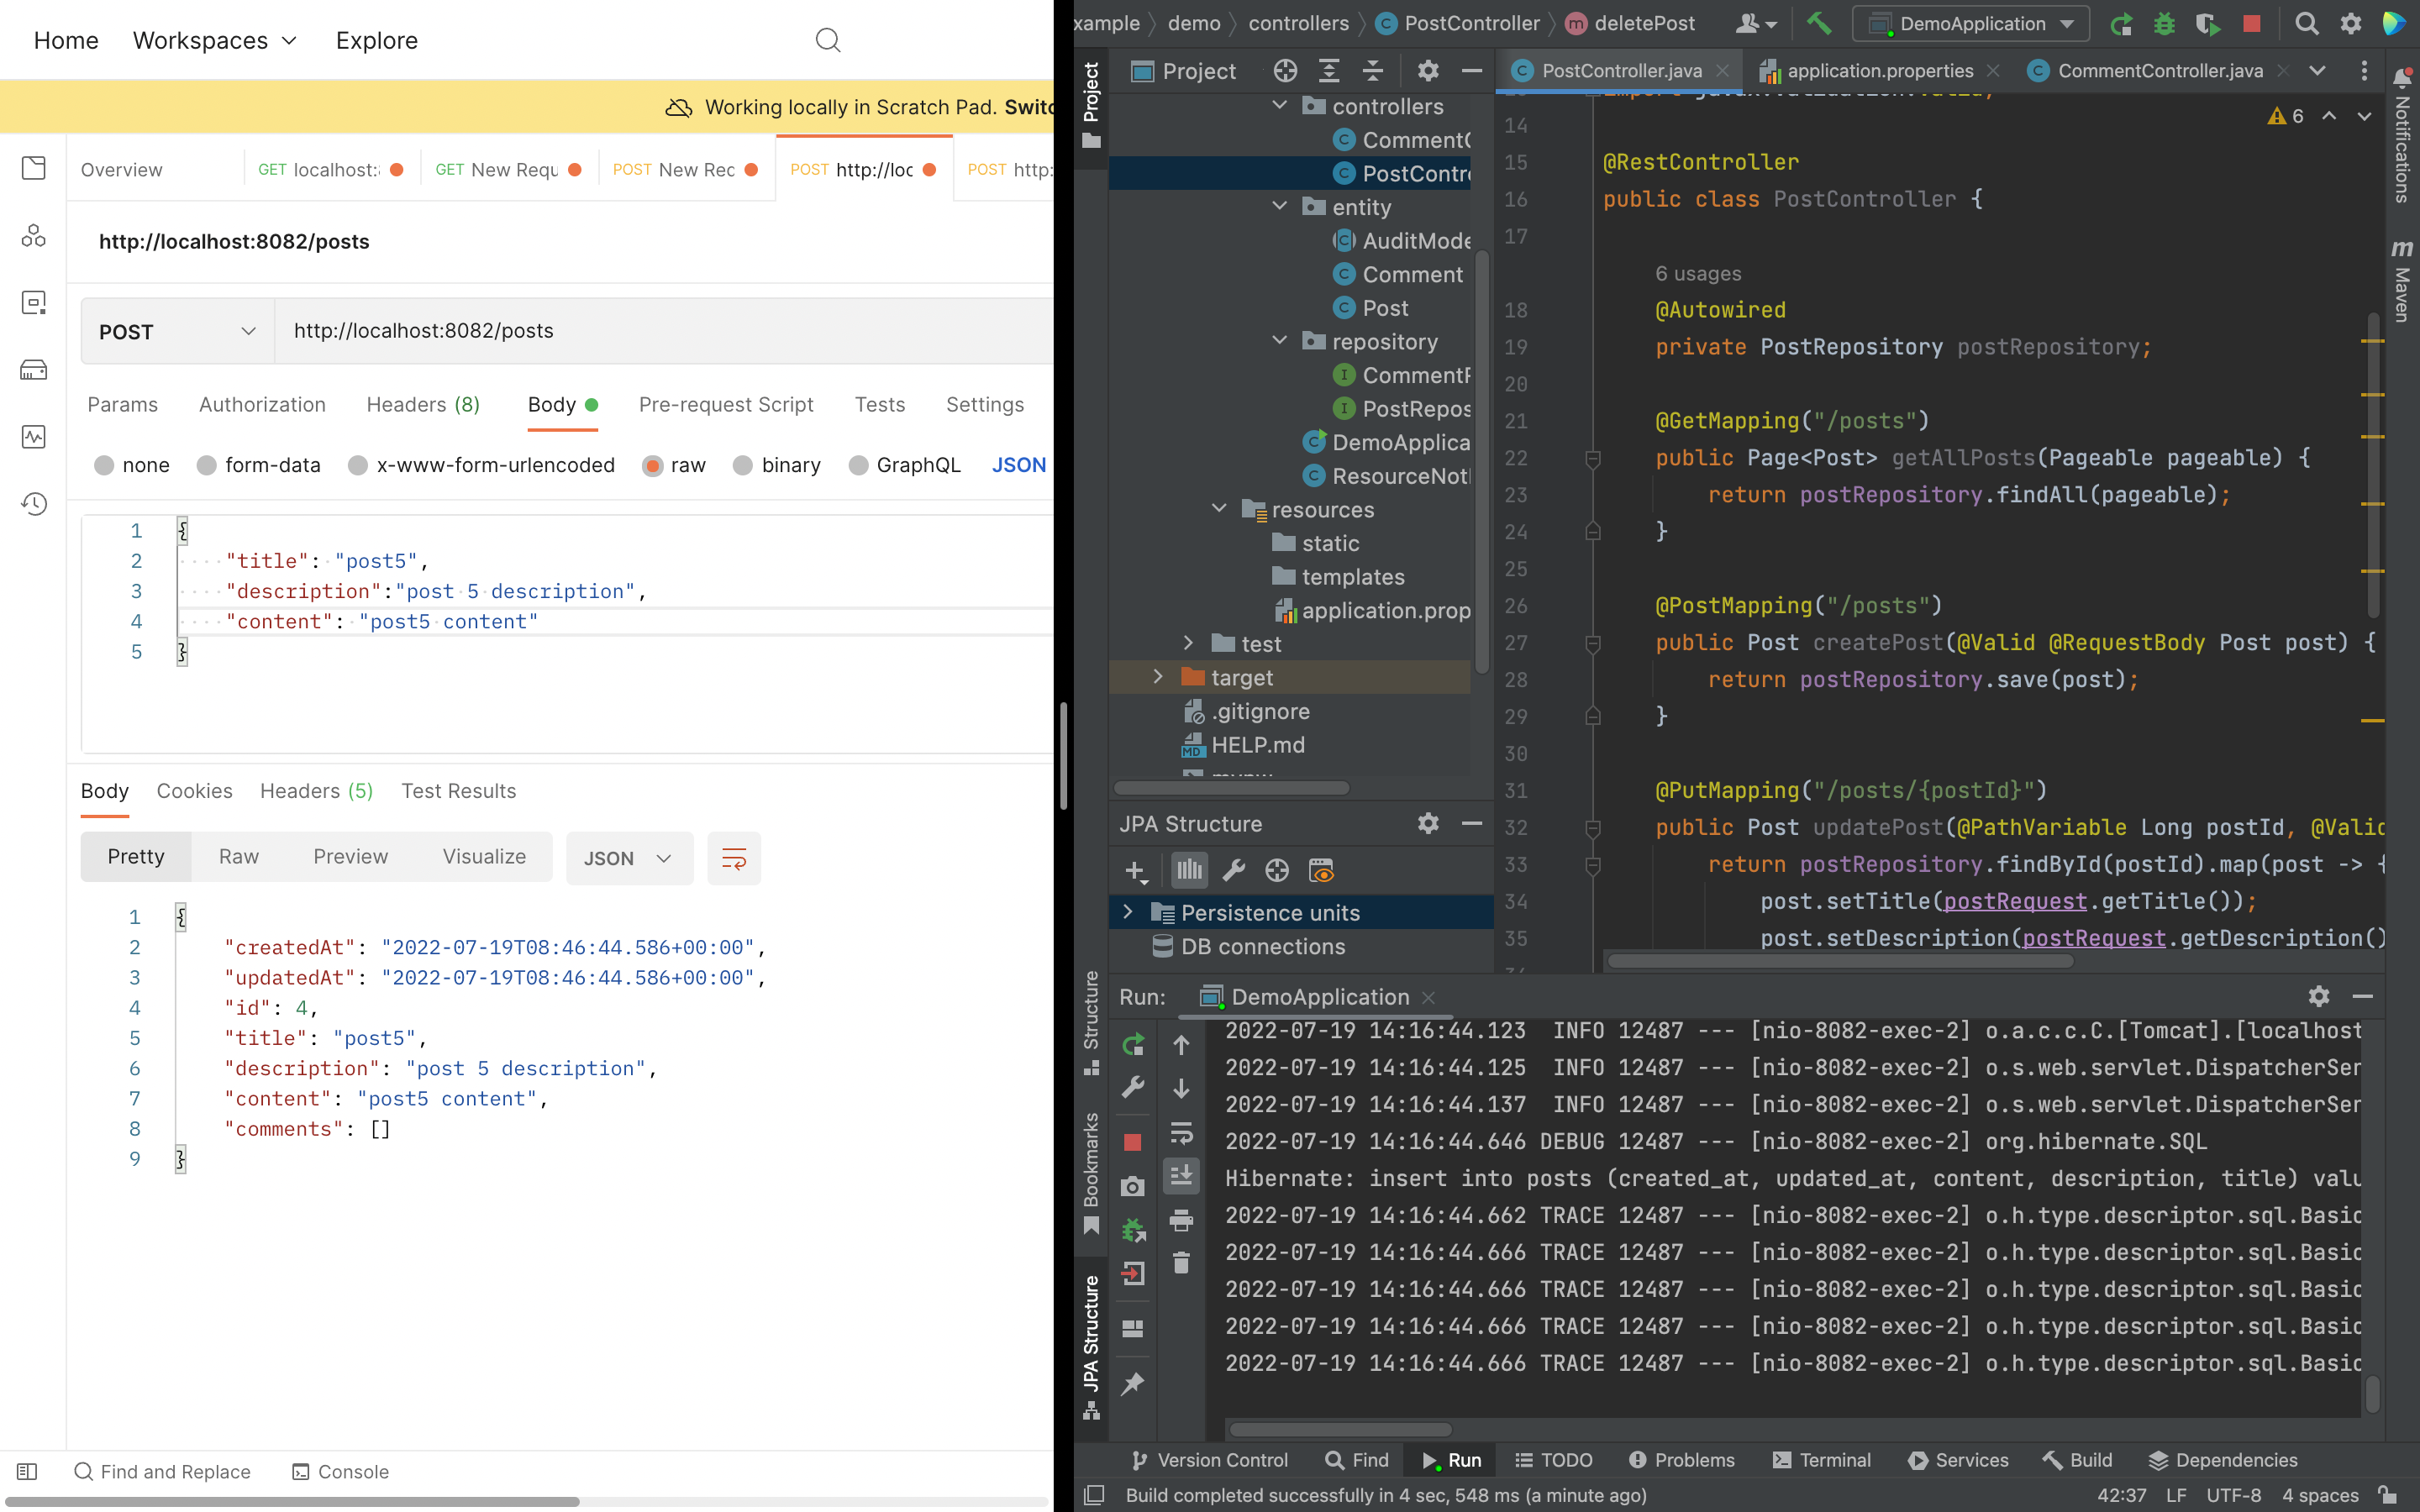 Home Workspaces Explore
Working locally in Scratch Pad. Switc
Overview GET localhost: GET New Requ POST New Rec POST http://loc POST http:
http://localhost:8082/posts
POST http://localhost:8082/posts
Params Authorization Headers (8) Body Pre-request Script Tests Settings
none form-data x-www-form-urlencoded raw binary GraphQL JSON
1 {
2 "title": "post5",
3 "description":"post 5 description",
4 "content": "post5 content"
5 }
Body Cookies Headers (5) Test Results
Pretty Raw Preview Visualize JSON
1 {
2 "createdAt": "2022-07-19T08:46:44.586+00:00",
3 "updatedAt": "2022-07-19T08:46:44.586+00:00",
4 "id": 4,
5 "title": "post5",
6 "description": "post 5 description",
7 "content": "post5 content",
8 "comments": []
9 }
Find and Replace Console
xample demo controllers PostController deletePost DemoApplication
Project
Project
controllers
CommentC
PostContro
entity
AuditMode
Comment
Post
repository
CommentR
PostRepos
DemoApplica
ResourceNotl
resources
static
templates
application.prop
test
target
.gitignore
HELP.md
JPA Structure
Persistence units
DB connections
Structure
Bookmarks
JPA Structure
PostController.java application.properties CommentController.java
6
14
15 @RestController
16 public class PostController {
17
6 usages
18 @Autowired
19 private PostRepository postRepository;
20
21 @GetMapping("/posts")
22 public Page<Post> getAllPosts(Pageable pageable) {
23 return postRepository.findAll(pageable);
24 }
25
26 @PostMapping("/posts")
27 public Post createPost(@Valid @RequestBody Post post) {
28 return postRepository.save(post);
29 }
30
31 @PutMapping("/posts/{postId}")
32 public Post updatePost(@PathVariable Long postId, @Valid
33 return postRepository.findById(postId).map(post -> {
34 post.setTitle(postRequest.getTitle());
35 post.setDescription(postRequest.getDescription()
Notifications
Maven
Run: DemoApplication
2022-07-19 14:16:44.123 INFO 12487 --- [nio-8082-exec-2] o.a.c.c.C.[Tomcat].[localhost
2022-07-19 14:16:44.125 INFO 12487 --- [nio-8082-exec-2] o.s.web.servlet.DispatcherSer
2022-07-19 14:16:44.137 INFO 12487 --- [nio-8082-exec-2] o.s.web.servlet.DispatcherSer
2022-07-19 14:16:44.646 DEBUG 12487 --- [nio-8082-exec-2] org.hibernate.SQL
Hibernate: insert into posts (created_at, updated_at, content, description, title) valu
2022-07-19 14:16:44.662 TRACE 12487 --- [nio-8082-exec-2] o.h.type.descriptor.sql.Basic
2022-07-19 14:16:44.666 TRACE 12487 --- [nio-8082-exec-2] o.h.type.descriptor.sql.Basic
2022-07-19 14:16:44.666 TRACE 12487 --- [nio-8082-exec-2] o.h.type.descriptor.sql.Basic
2022-07-19 14:16:44.666 TRACE 12487 --- [nio-8082-exec-2] o.h.type.descriptor.sql.Basic
2022-07-19 14:16:44.666 TRACE 12487 --- [nio-8082-exec-2] o.h.type.descriptor.sql.Basic
Version Control Find Run TODO Problems Terminal Services Build Dependencies
Build completed successfully in 4 sec, 548 ms (a minute ago) 42:37 LF UTF-8 4 spaces